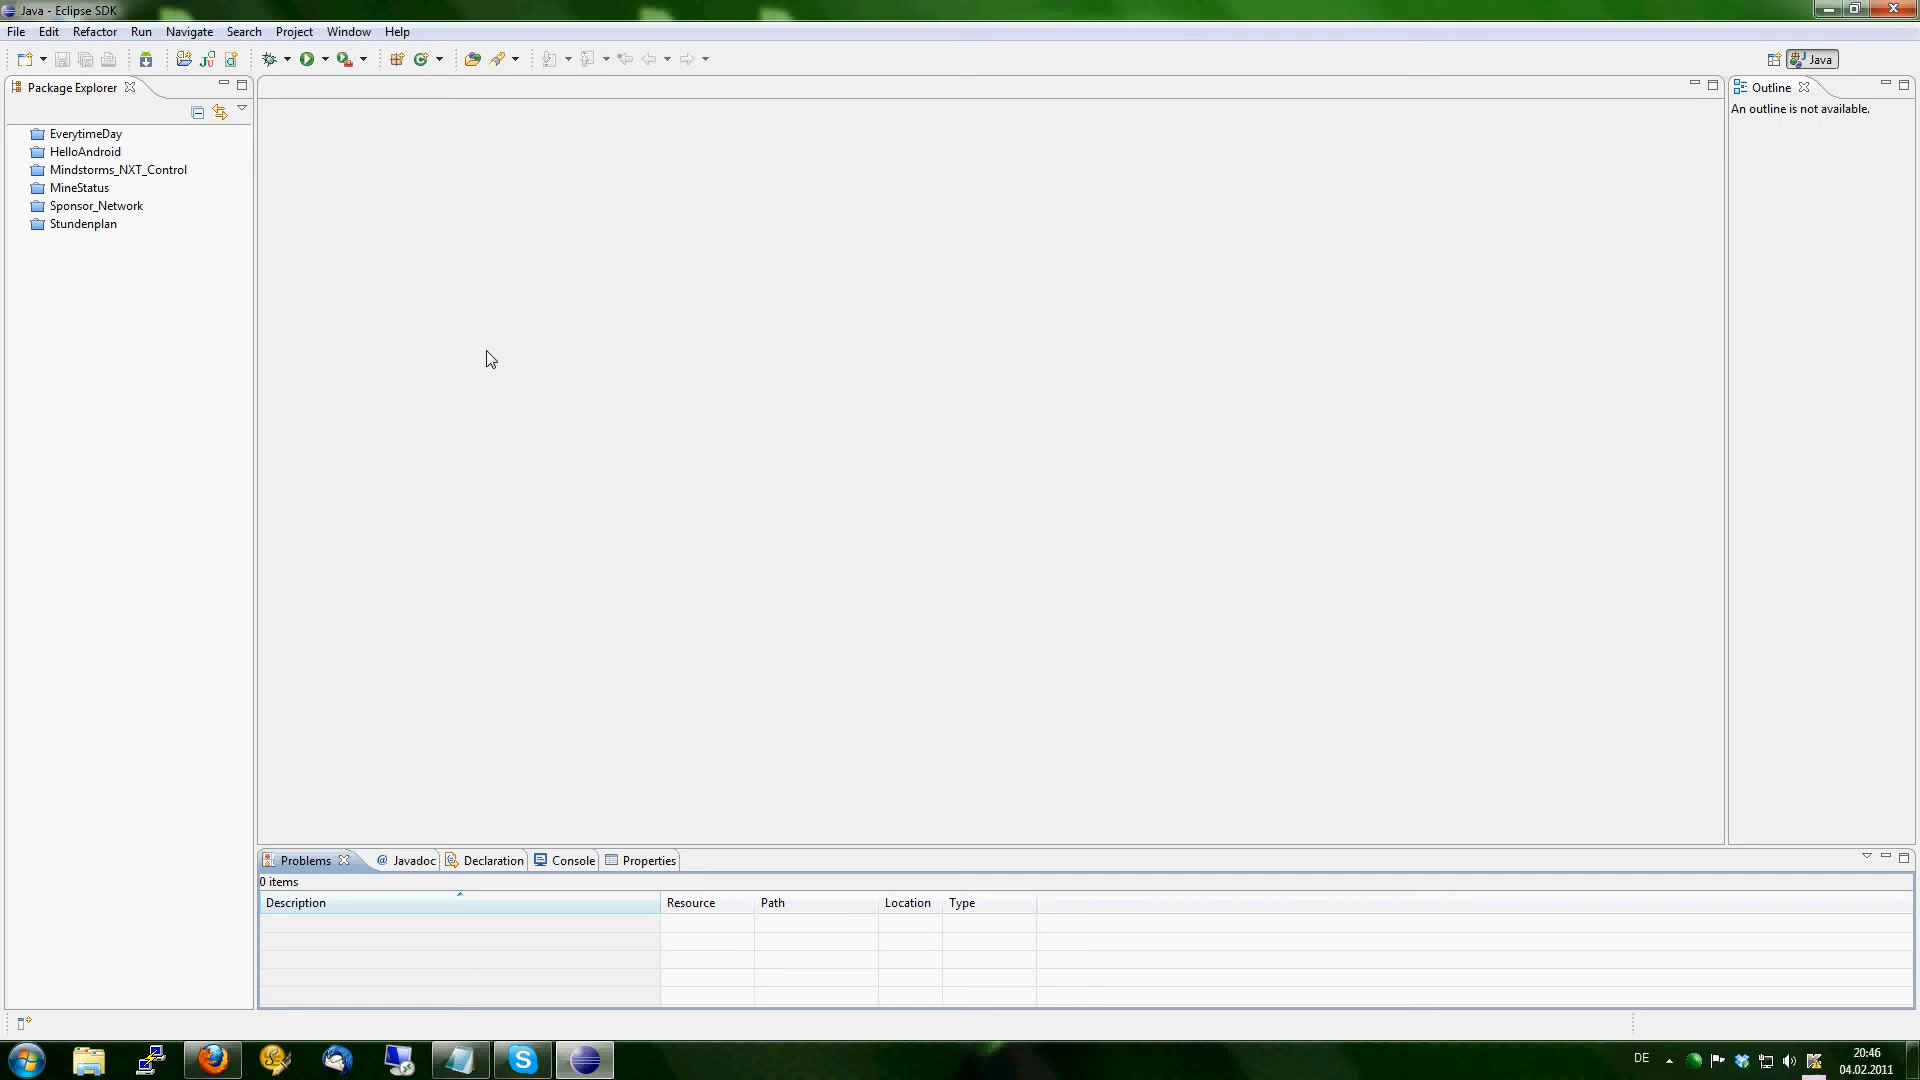 Java - Eclipse SDK
File Edit Refactor Run Navigate Search Project Window Help
Java
Package Explorer
Outline
An outline is not available.
EverytimeDay
HelloAndroid
Mindstorms_NXT_Control
MineStatus
Sponsor_Network
Stundenplan
Problems Javadoc Declaration Console Properties
0 items
Description Resource Path Location Type
DE
20:46
04.02.2011